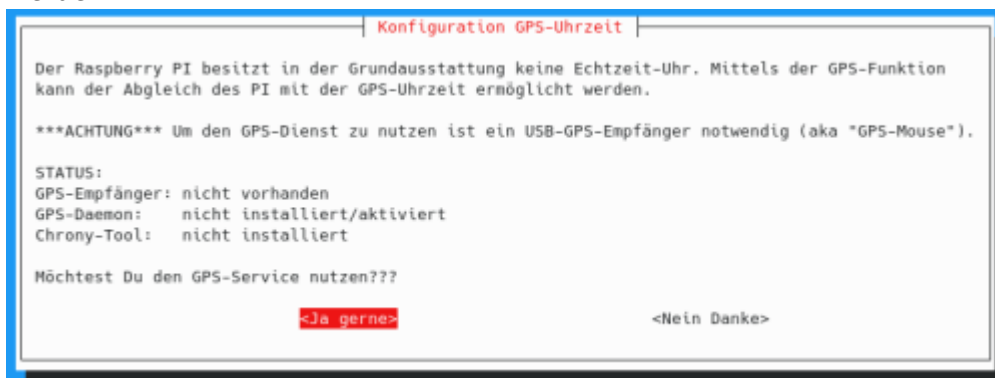 Konfiguration GPS-Uhrzeit
Der Raspberry PI besitzt in der Grundausstattung keine Echtzeit-Uhr. Mittels der GPS-Funktion
kann der Abgleich des PI mit der GPS-Uhrzeit ermöglicht werden.
***ACHTUNG*** Um den GPS-Dienst zu nutzen ist ein USB-GPS-Empfänger notwendig (aka "GPS-Mouse").
STATUS:
GPS-Empfänger: nicht vorhanden
GPS-Daemon: nicht installiert/aktiviert
Chrony-Tool: nicht installiert
Möchtest Du den GPS-Service nutzen???
<Ja gerne> <Nein Danke>